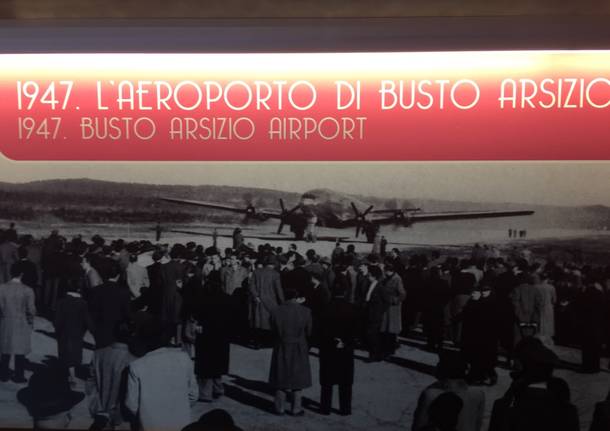 1947. L'AEROPORTO DI BUSTO ARSIZIO
1947. BUSTO ARSIZIO AIRPORT